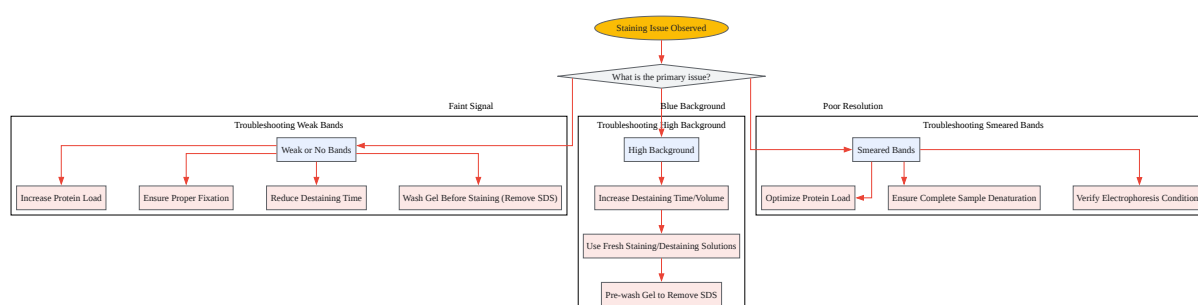 Staining Issue Observed
What is the primary issue?
Faint Signal
Blue Background
Poor Resolution
Troubleshooting Weak Bands
Troubleshooting High Background
Troubleshooting Smeared Bands
Weak or No Bands
High Background
Smeared Bands
Increase Protein Load
Ensure Proper Fixation
Reduce Destaining Time
Wash Gel Before Staining (Remove SDS)
Increase Destaining Time/Volume
Optimize Protein Load
Ensure Complete Sample Denaturation
Verify Electrophoresis Condition
Use Fresh Staining/Destaining Solutions
Pre-wash Gel to Remove SDS